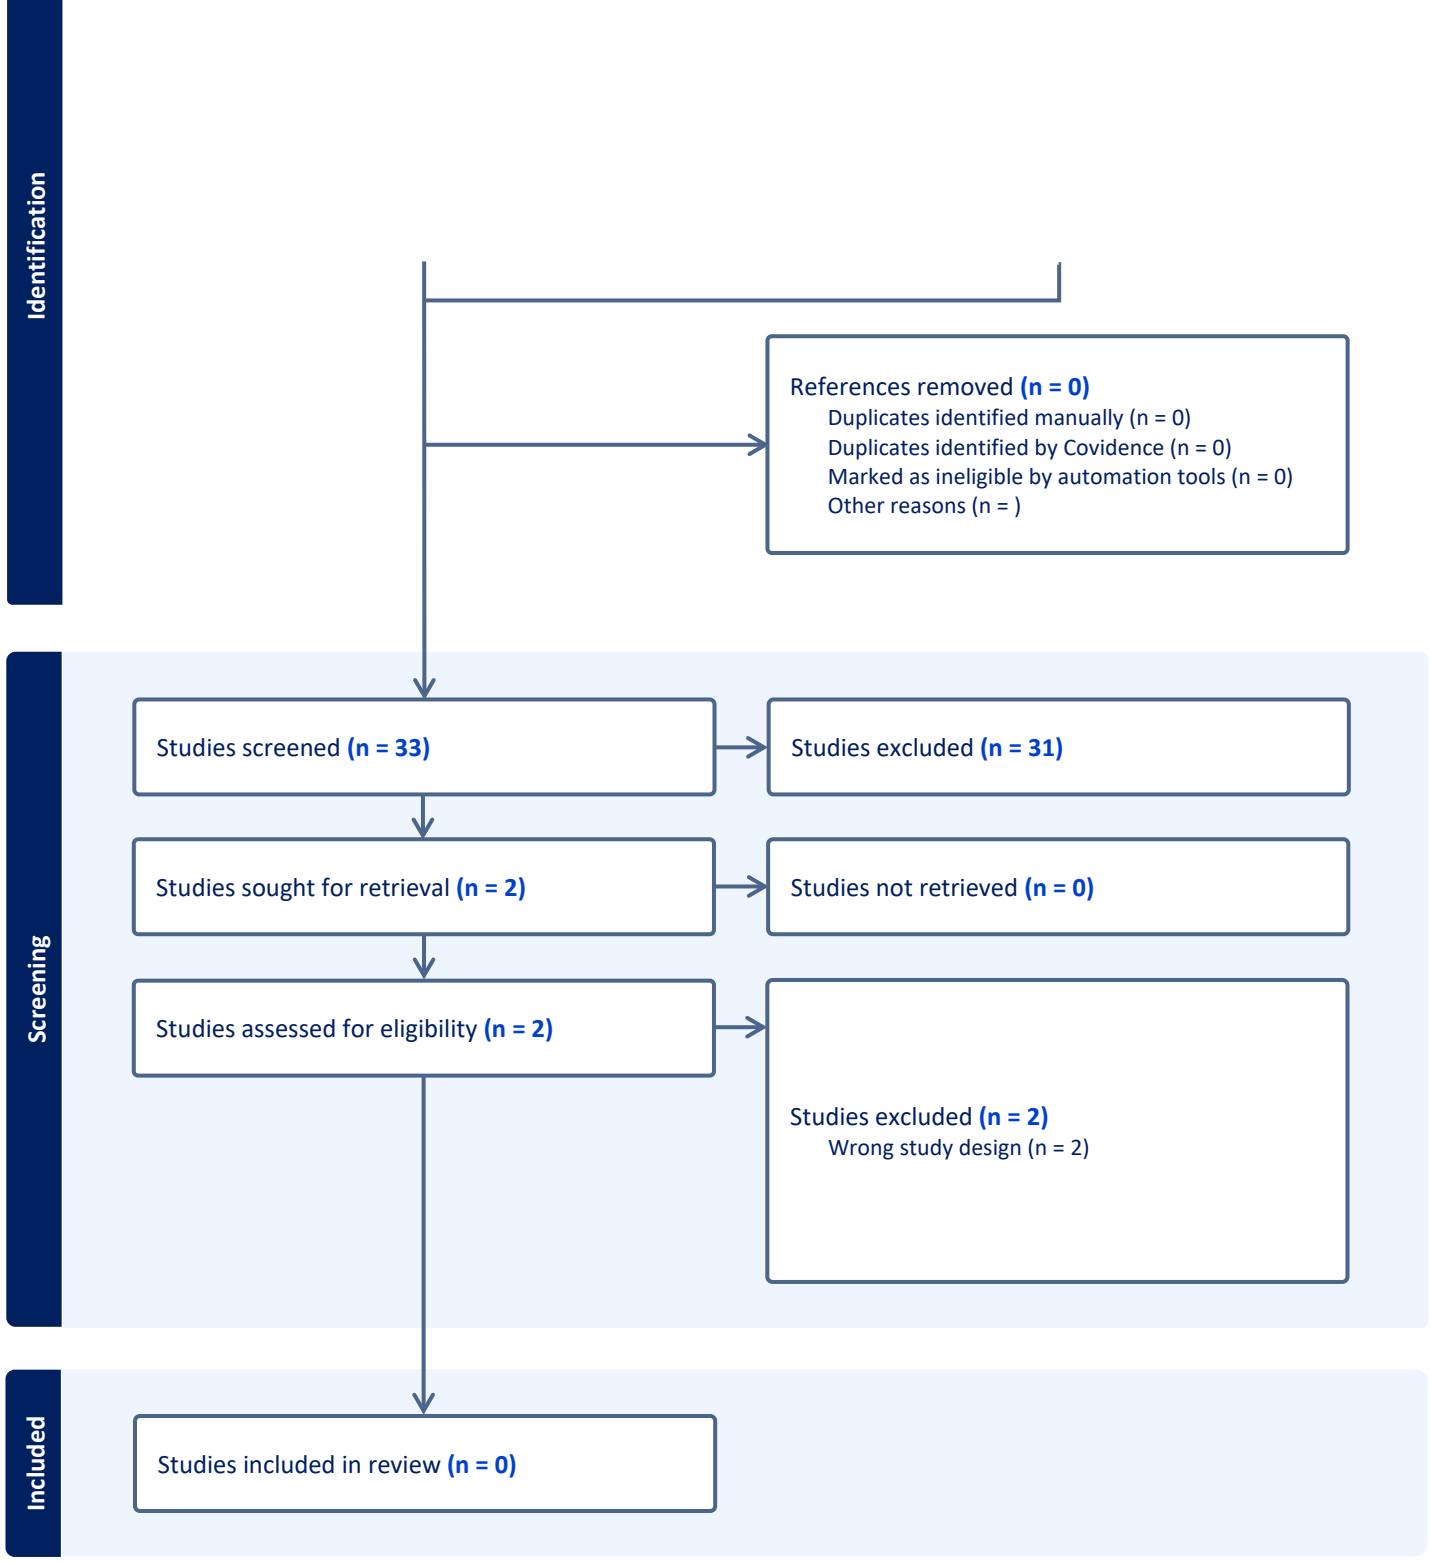 Identification
References removed (n = 0)
Duplicates identified manually (n = 0)
Duplicates identified by Covidence (n = 0)
Marked as ineligible by automation tools (n = 0)
Other reasons (n = )
Screening
Studies screened (n = 33)
Studies excluded (n = 31)
Studies sought for retrieval (n = 2)
Studies not retrieved (n = 0)
Studies assessed for eligibility (n = 2)
Studies excluded (n = 2)
Wrong study design (n = 2)
Included
Studies included in review (n = 0)